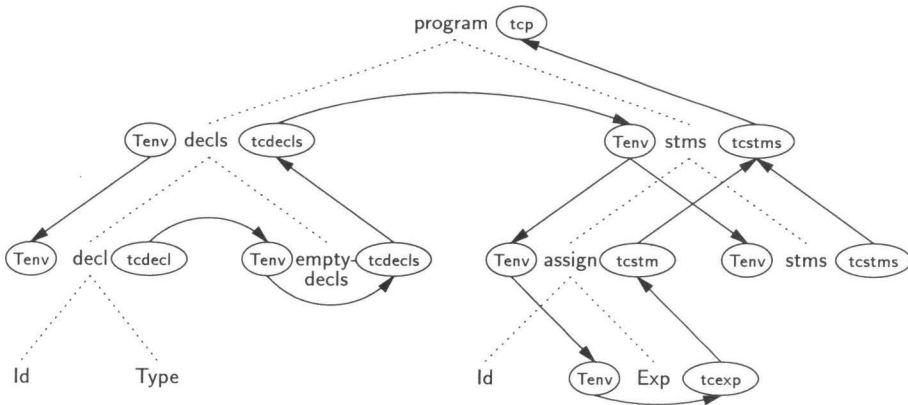 program tcp
Tenv decls tcdecls Tenv stms tcstms
Tenv decl tcdecl Tenv empty- tcdecls Tenv assign tcstm Tenv stms tcstms
decls
Id Type Id Tenv Exp tcexp